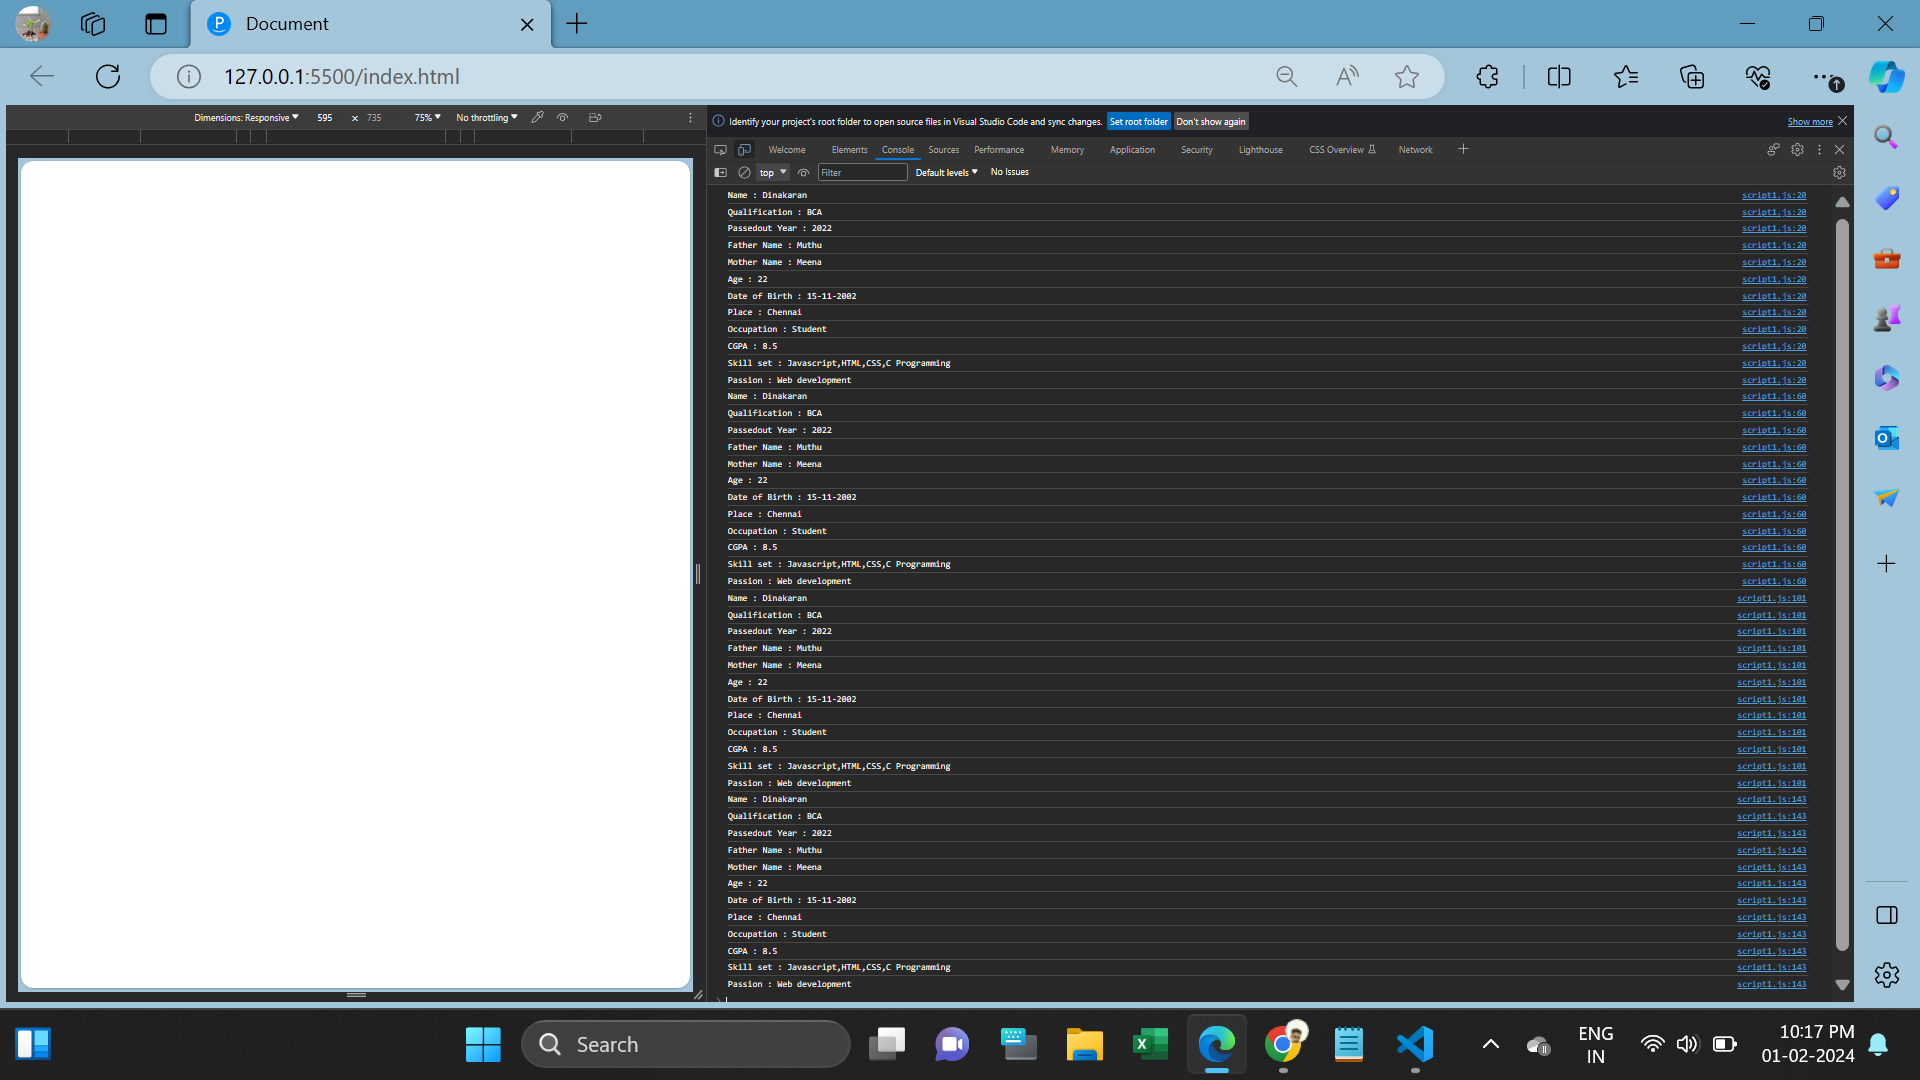 Document
127.0.0.1:5500/index.html
Dimensions: Responsive 595 x 735 75% No throttling
Identify your project's root folder to open source files in Visual Studio Code and sync changes. Set root folder Don't show again Show more
Welcome Elements Console Sources Performance Memory Application Security Lighthouse CSS Overview Network
top Filter Default levels No Issues
Name : Dinakaran script1.js:20
Qualification : BCA script1.js:20
Passedout Year : 2022 script1.js:20
Father Name : Muthu script1.js:20
Mother Name : Meena script1.js:20
Age : 22 script1.js:20
Date of Birth : 15-11-2002 script1.js:20
Place : Chennai script1.js:20
Occupation : Student script1.js:20
CGPA : 8.5 script1.js:20
Skill set : Javascript,HTML,CSS,C Programming script1.js:20
Passion : Web development script1.js:20
Name : Dinakaran script1.js:60
Qualification : BCA script1.js:60
Passedout Year : 2022 script1.js:60
Father Name : Muthu script1.js:60
Mother Name : Meena script1.js:60
Age : 22 script1.js:60
Date of Birth : 15-11-2002 script1.js:60
Place : Chennai script1.js:60
Occupation : Student script1.js:60
CGPA : 8.5 script1.js:60
Skill set : Javascript,HTML,CSS,C Programming script1.js:60
Passion : Web development script1.js:60
Name : Dinakaran script1.js:101
Qualification : BCA script1.js:101
Passedout Year : 2022 script1.js:101
Father Name : Muthu script1.js:101
Mother Name : Meena script1.js:101
Age : 22 script1.js:101
Date of Birth : 15-11-2002 script1.js:101
Place : Chennai script1.js:101
Occupation : Student script1.js:101
CGPA : 8.5 script1.js:101
Skill set : Javascript,HTML,CSS,C Programming script1.js:101
Passion : Web development script1.js:101
Name : Dinakaran script1.js:143
Qualification : BCA script1.js:143
Passedout Year : 2022 script1.js:143
Father Name : Muthu script1.js:143
Mother Name : Meena script1.js:143
Age : 22 script1.js:143
Date of Birth : 15-11-2002 script1.js:143
Place : Chennai script1.js:143
Occupation : Student script1.js:143
CGPA : 8.5 script1.js:143
Skill set : Javascript,HTML,CSS,C Programming script1.js:143
Passion : Web development script1.js:143
Search
ENG
IN
10:17 PM
01-02-2024